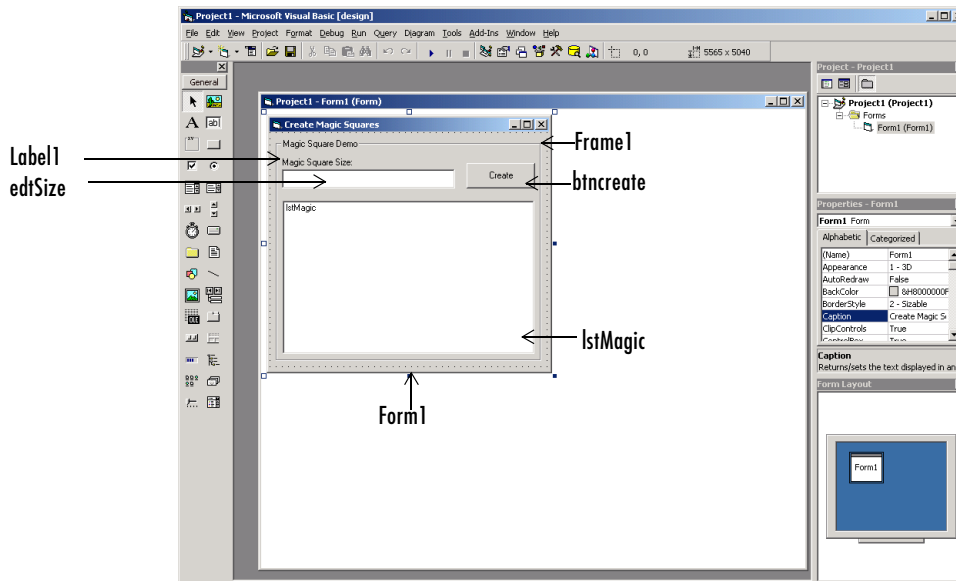 Project1 - Microsoft Visual Basic [design]
File Edit View Project Format Debug Run Query Diagram Tools Add-Ins Window Help
0, 0
5565 x 5040
General
Project1 - Form1 (Form)
Create Magic Squares
Magic Square Demo
Magic Square Size:
Create
lstMagic
Label1
edtSize
Frame1
btncreate
lstMagic
Form1
Project - Project1
Project1 (Project1)
Forms
Form1 (Form1)
Properties - Form1
Form1 Form
Alphabetic Categorized
(Name) Form1
Appearance 1 - 3D
AutoRedraw False
BackColor &H8000000F
BorderStyle 2 - Sizable
Caption Create Magic S
ClipControls True
ControlBox True
Caption
Returns/sets the text displayed in an
Form Layout
Form1